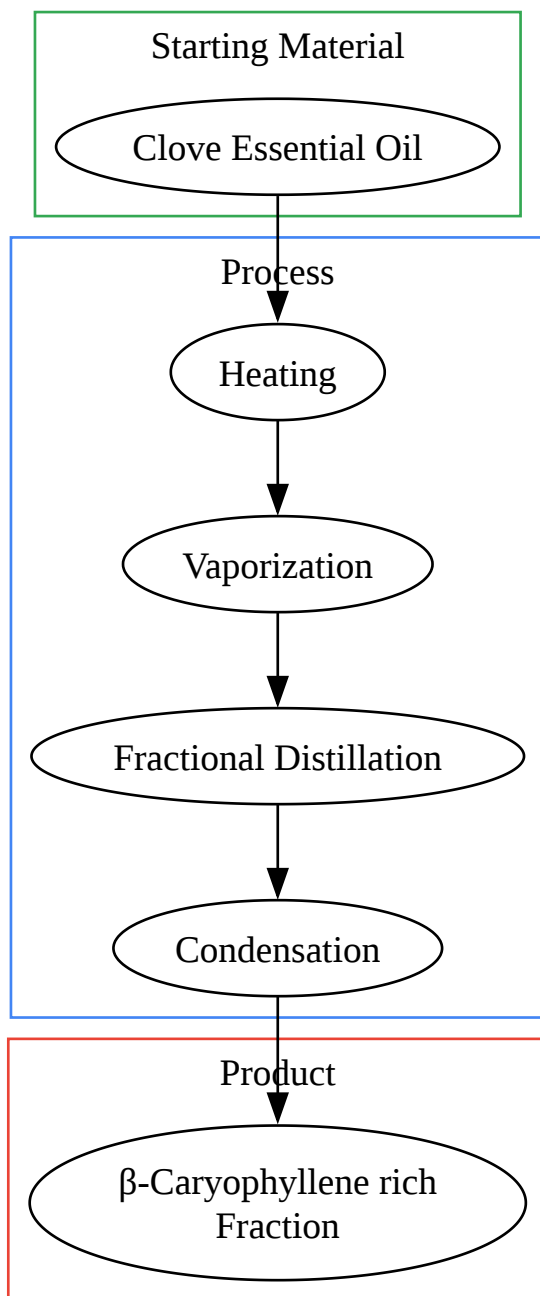 Starting Material
Clove Essential Oil
Process
Heating
Vaporization
Fractional Distillation
Condensation
Product
β-Caryophyllene rich
Fraction